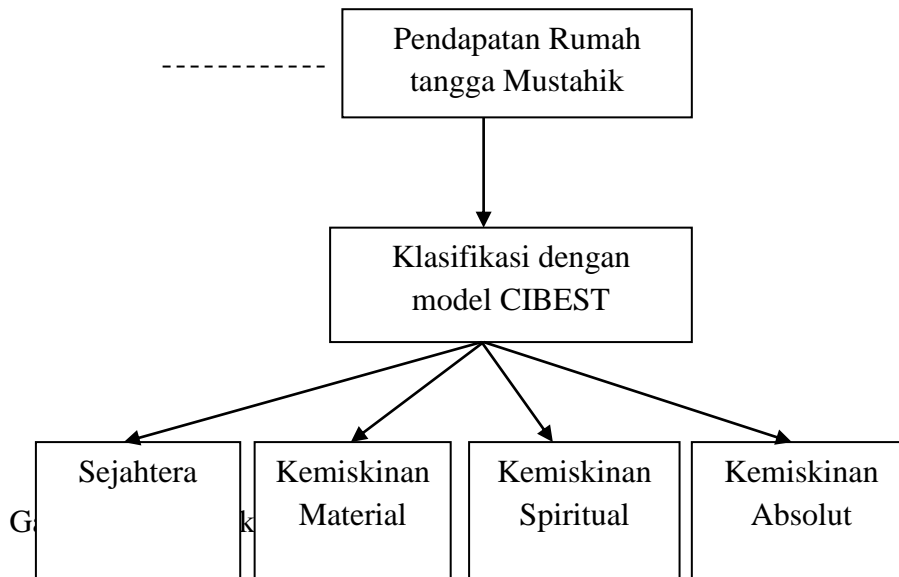 Pendapatan Rumah
tangga Mustahik
Klasifikasi dengan
model CIBEST
Sejahtera
Kemiskinan
Material
Kemiskinan
Spiritual
Kemiskinan
Absolut